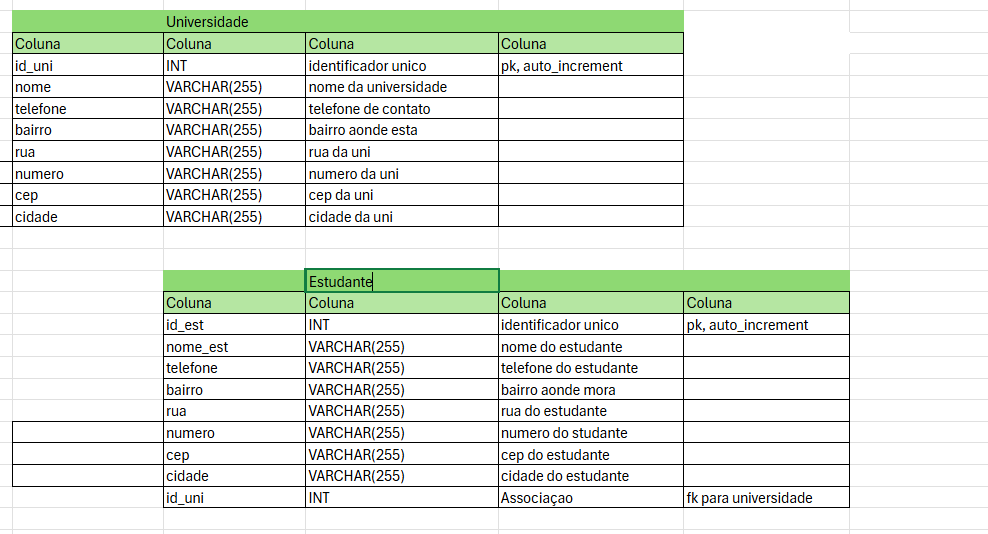 Universidade
Coluna Coluna Coluna Coluna
id_uni INT identificador unico pk, auto_increment
nome VARCHAR(255) nome da universidade
telefone VARCHAR(255) telefone de contato
bairro VARCHAR(255) bairro aonde esta
rua VARCHAR(255) rua da uni
numero VARCHAR(255) numero da uni
cep VARCHAR(255) cep da uni
cidade VARCHAR(255) cidade da uni
Estudante
Coluna Coluna Coluna Coluna
id_est INT identificador unico pk, auto_increment
nome_est VARCHAR(255) nome do estudante
telefone VARCHAR(255) telefone do estudante
bairro VARCHAR(255) bairro aonde mora
rua VARCHAR(255) rua do estudante
numero VARCHAR(255) numero do studante
cep VARCHAR(255) cep do estudante
cidade VARCHAR(255) cidade do estudante
id_uni INT Associaçao fk para universidade